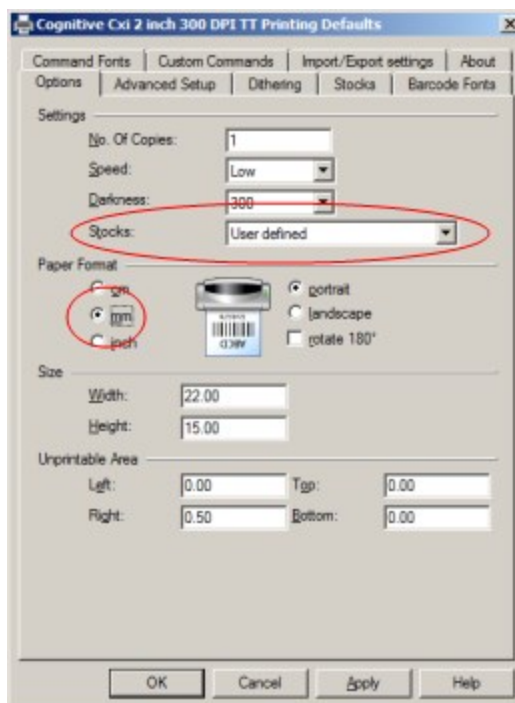 Cognitive Cxi 2 inch 300 DPI TT Printing Defaults
Command Fonts Custom Commands Import/Export settings About
Options Advanced Setup Dithering Stocks Barcode Fonts
Settings
No. Of Copies: 1
Speed: Low
Darkness: 300
Stocks: User defined
Paper Format
cm
mm
inch
ABCD
portrait
landscape
rotate 180°
Size
Width: 22.00
Height: 15.00
Unprintable Area
Left: 0.00 Top: 0.00
Right: 0.50 Bottom: 0.00
OK Cancel Apply Help